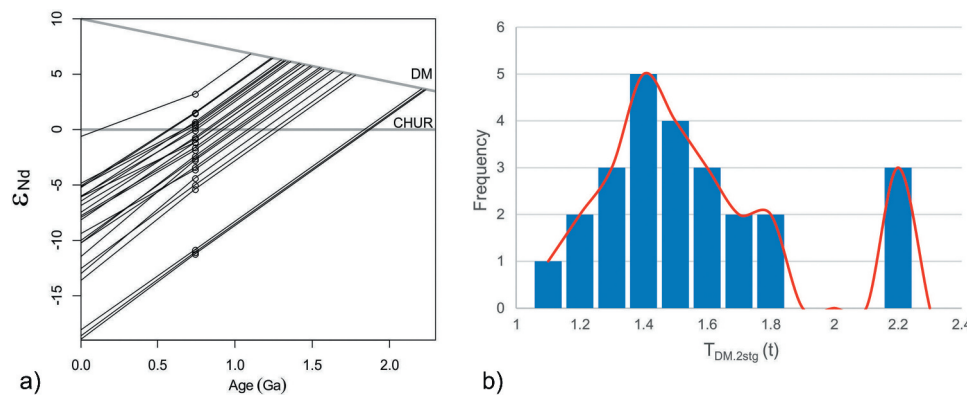 10
5
0
-5
-10
-15
εNd
DM
CHUR
0.0 0.5 1.0 1.5 2.0
Age (Ga)
a)
6
5
4
3
2
1
0
Frequency
1 1.2 1.4 1.6 1.8 2 2.2 2.4
TDM.2stg (t)
b)